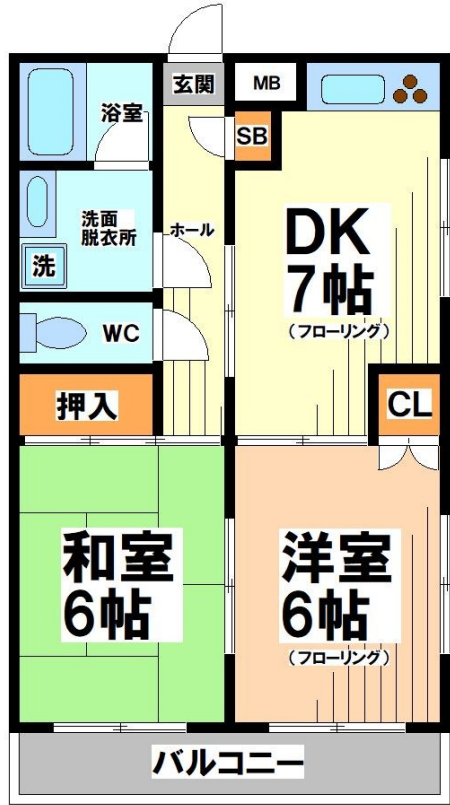 玄関
MB
浴室
SB
洗面
脱衣所
ホール
DK
7帖
(フローリング)
洗
WC
押入
CL
和室
6帖
洋室
6帖
(フローリング)
バルコニー